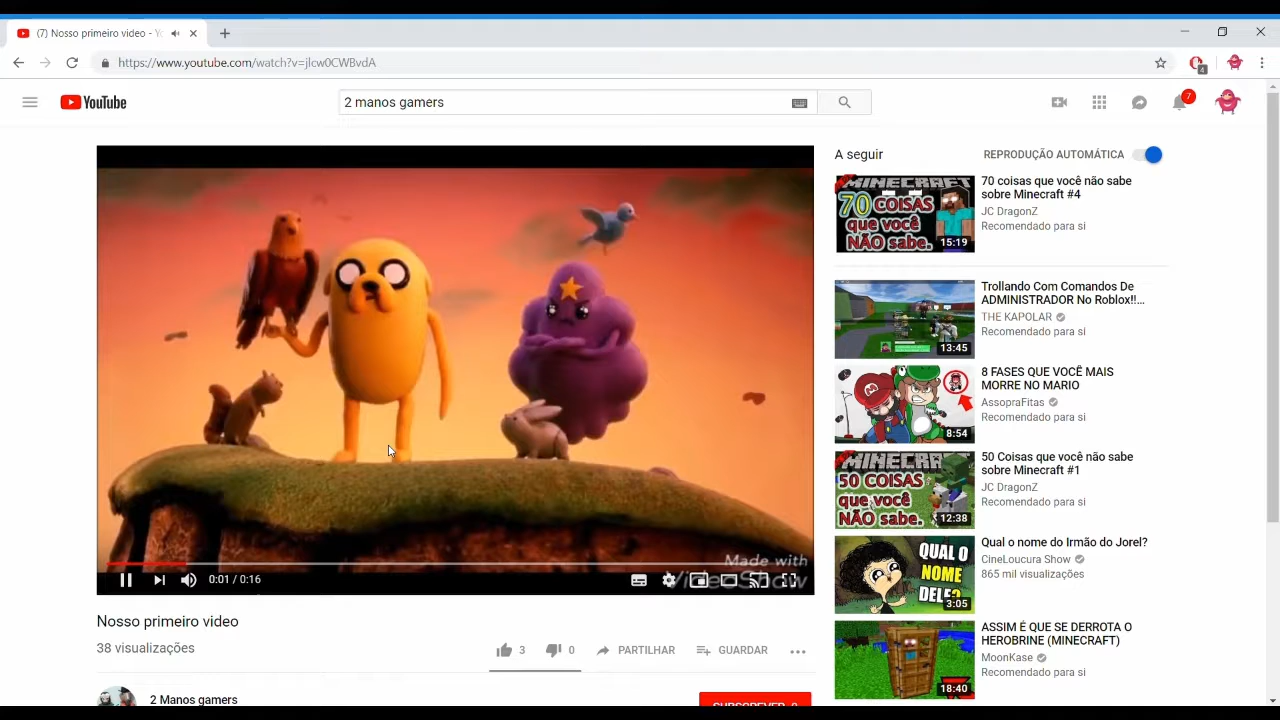 (7) Nosso primeiro video - Yo
https://www.youtube.com/watch?v=jlcw0CWBvdA
4
YouTube
2 manos gamers
7
A seguir
REPRODUÇÃO AUTOMÁTICA
MINECRAFT
70 COISAS
que você
NÃO sabe.
15:19
70 coisas que você não sabe
sobre Minecraft #4
JC DragonZ
Recomendado para si
13:45
Trollando Com Comandos De
ADMINISTRADOR No Roblox!!...
THE KAPOLAR
Recomendado para si
8:54
8 FASES QUE VOCÊ MAIS
MORRE NO MARIO
AssopraFitas
Recomendado para si
MINECRAFT
50 COISAS
que você
NÃO sabe.
12:38
50 Coisas que você não sabe
sobre Minecraft #1
JC DragonZ
Recomendado para si
QUAL O
NOME
DELE?
3:05
Qual o nome do Irmão do Jorel?
CineLoucura Show
865 mil visualizações
18:40
ASSIM É QUE SE DERROTA O
HEROBRINE (MINECRAFT)
MoonKase
Recomendado para si
Made with
VideoShow
0:01 / 0:16
Nosso primeiro video
38 visualizações
3
0
PARTILHAR
GUARDAR
2 Manos gamers
SUBSCREVER 9